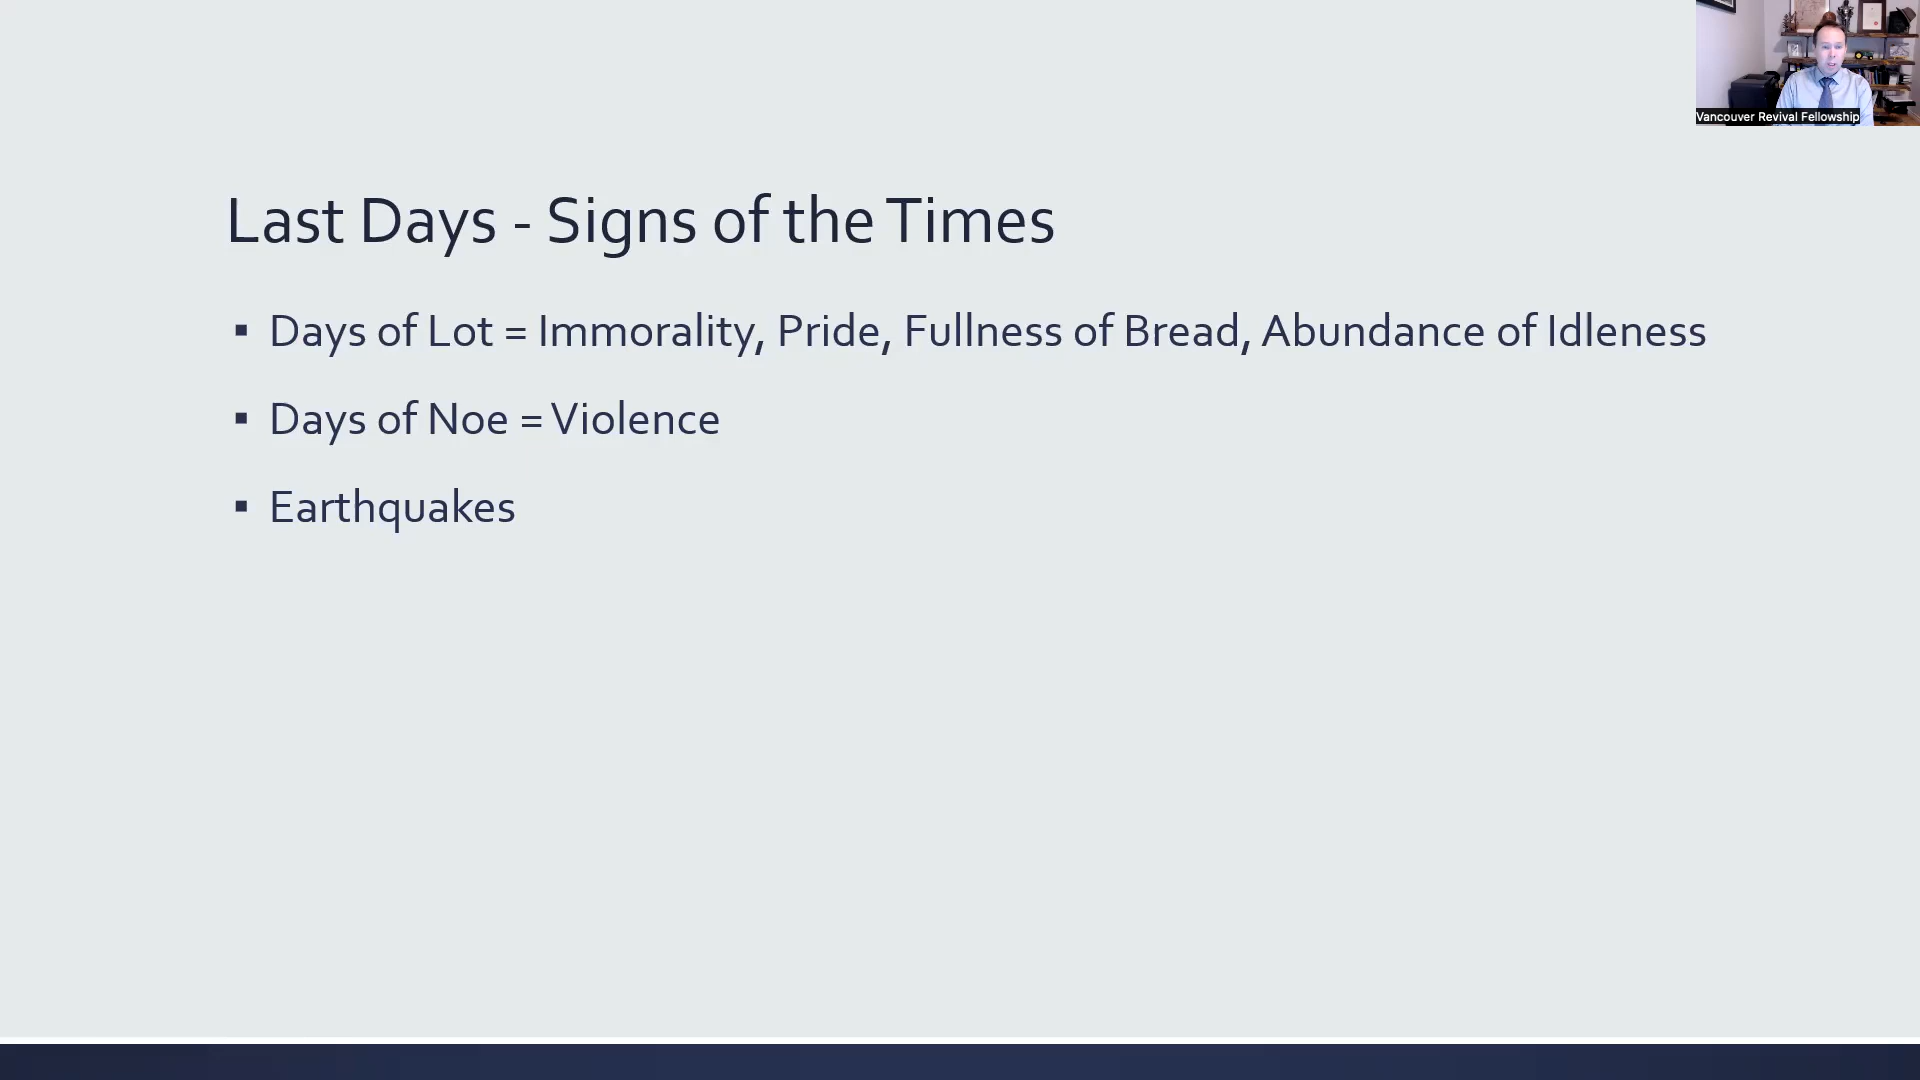 Vancouver Revival Fellowship
Last Days - Signs of the Times
▪ Days of Lot = Immorality, Pride, Fullness of Bread, Abundance of Idleness
▪ Days of Noe = Violence
▪ Earthquakes